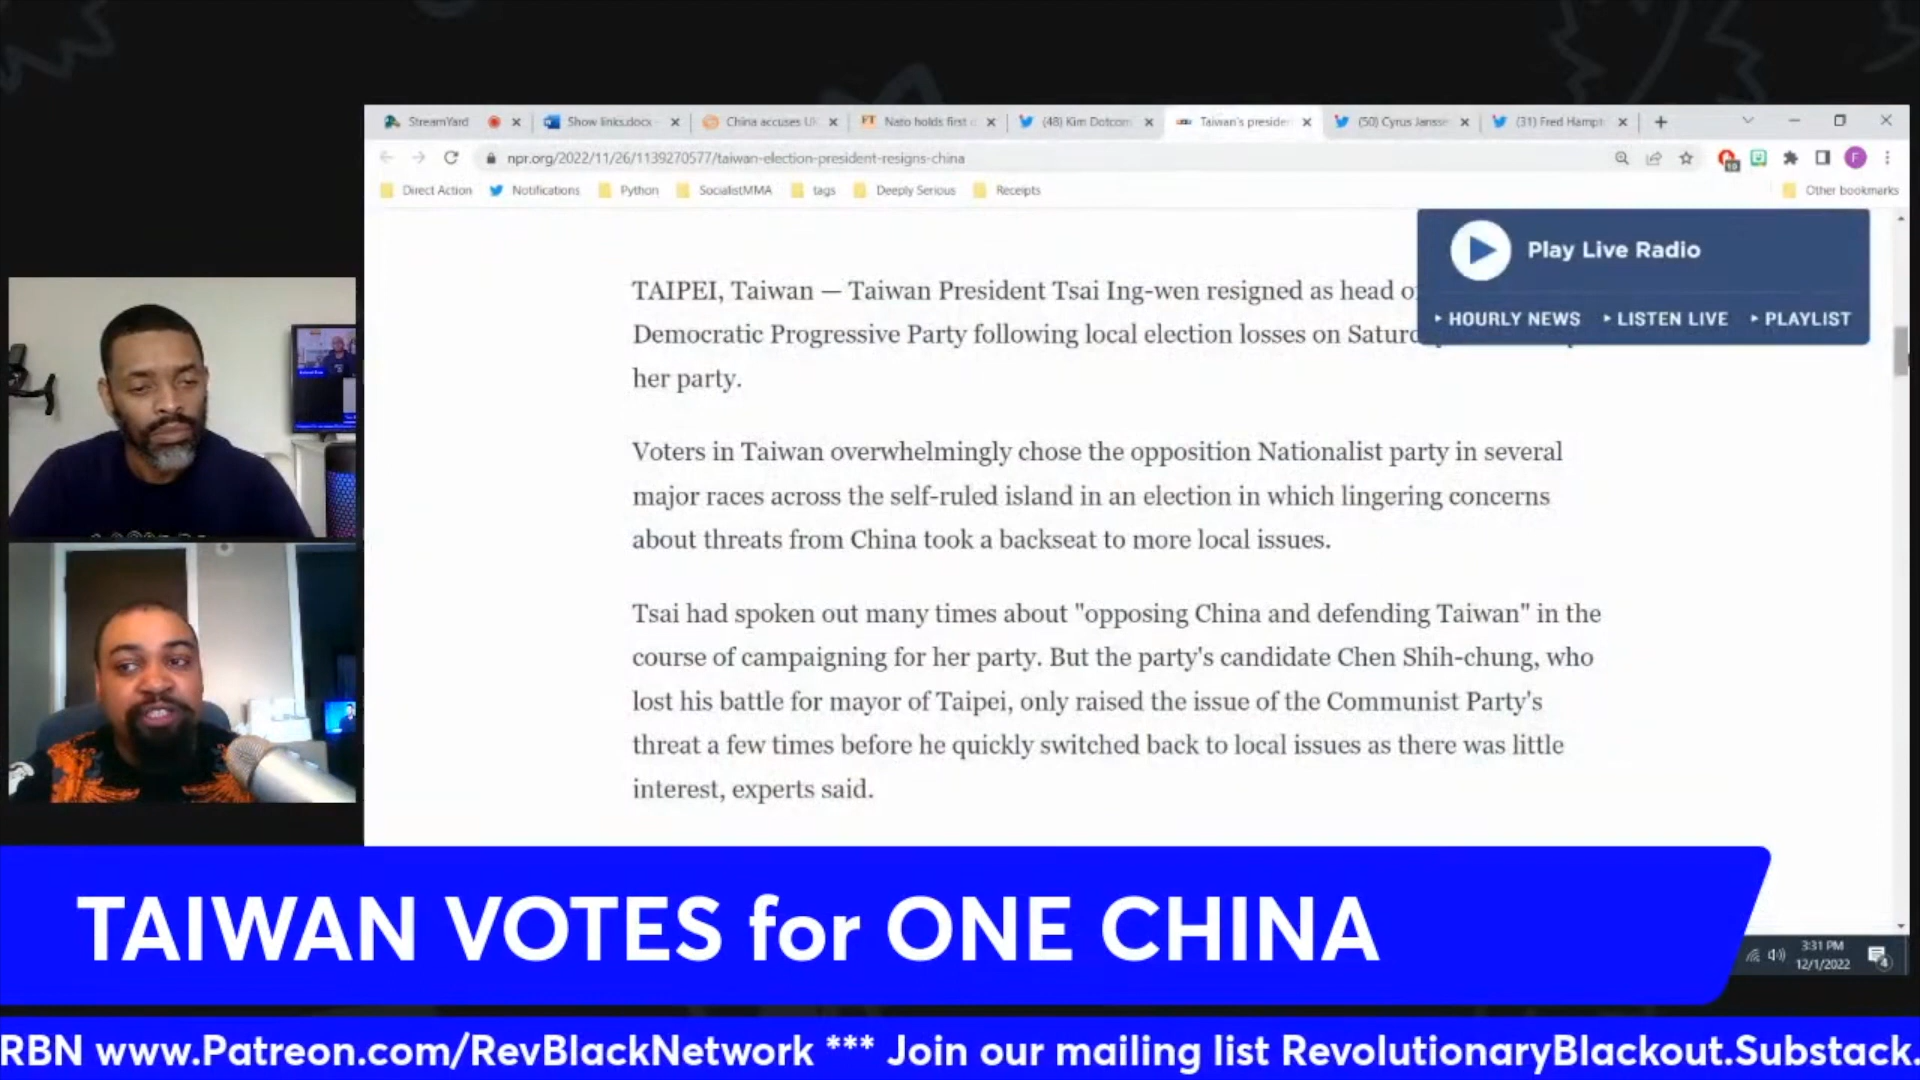 StreamYard
Show links.docx
China accuses U
Nato holds first
(48) Kim Dotcom
Taiwan's preside
(50) Cyrus Jansse
(31) Fred Hampt
npr.org/2022/11/26/1139270577/taiwan-election-president-resigns-china
Direct Action
Notifications
Python
SocialistMMA
tags
Deeply Serious
Receipts
Other bookmarks
Play Live Radio
HOURLY NEWS
LISTEN LIVE
PLAYLIST
TAIPEI, Taiwan — Taiwan President Tsai Ing-wen resigned as head
Democratic Progressive Party following local election losses on
her party.
Voters in Taiwan overwhelmingly chose the opposition Nationalist party in several
major races across the self-ruled island in an election in which lingering concerns
about threats from China took a backseat to more local issues.
Tsai had spoken out many times about "opposing China and defending Taiwan" in the
course of campaigning for her party. But the party's candidate Chen Shih-chung, who
lost his battle for mayor of Taipei, only raised the issue of the Communist Party's
threat a few times before he quickly switched back to local issues as there was little
interest, experts said.
TAIWAN VOTES for ONE CHINA
3:31 PM
12/1/2022
RBN www.Patreon.com/RevBlackNetwork *** Join our mailing list RevolutionaryBlackout.Substack.